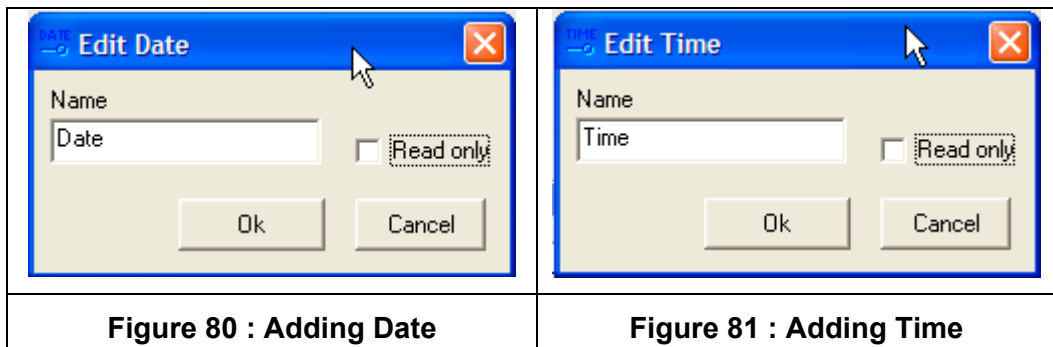 DATE Edit Date
Name
Date
Read only
Ok Cancel
Figure 80 : Adding Date
TIME Edit Time
Name
Time
Read only
Ok Cancel
Figure 81 : Adding Time